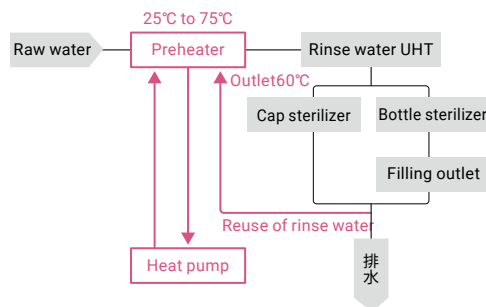 25℃ to 75℃
Raw water
Preheater
Rinse water UHT
Outlet60℃
Cap sterilizer
Bottle sterilizer
Filling outlet
Reuse of rinse water
Heat pump
排水